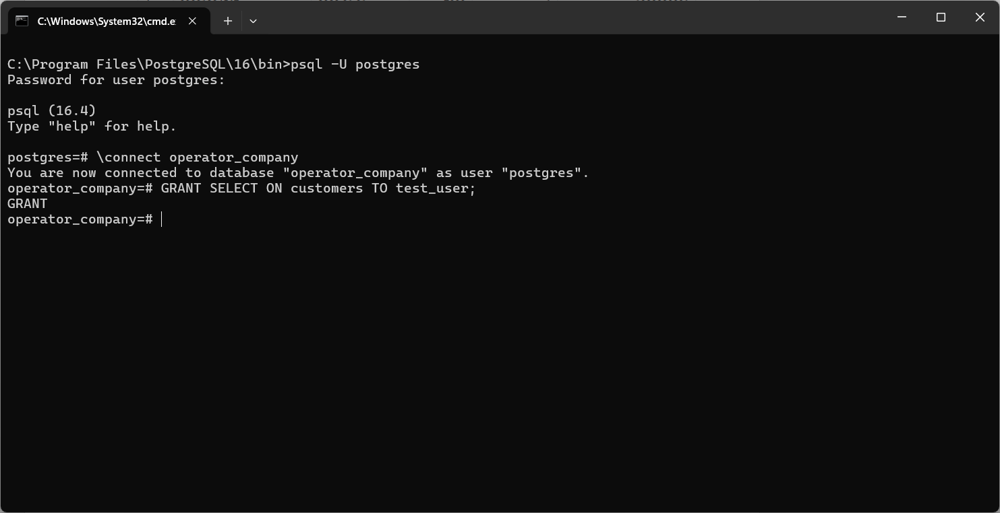 C:\Windows\System32\cmd.e
C:\Program Files\PostgreSQL\16\bin>psql -U postgres
Password for user postgres:
psql (16.4)
Type "help" for help.
postgres=# \connect operator_company
You are now connected to database "operator_company" as user "postgres".
operator_company=# GRANT SELECT ON customers TO test_user;
GRANT
operator_company=#